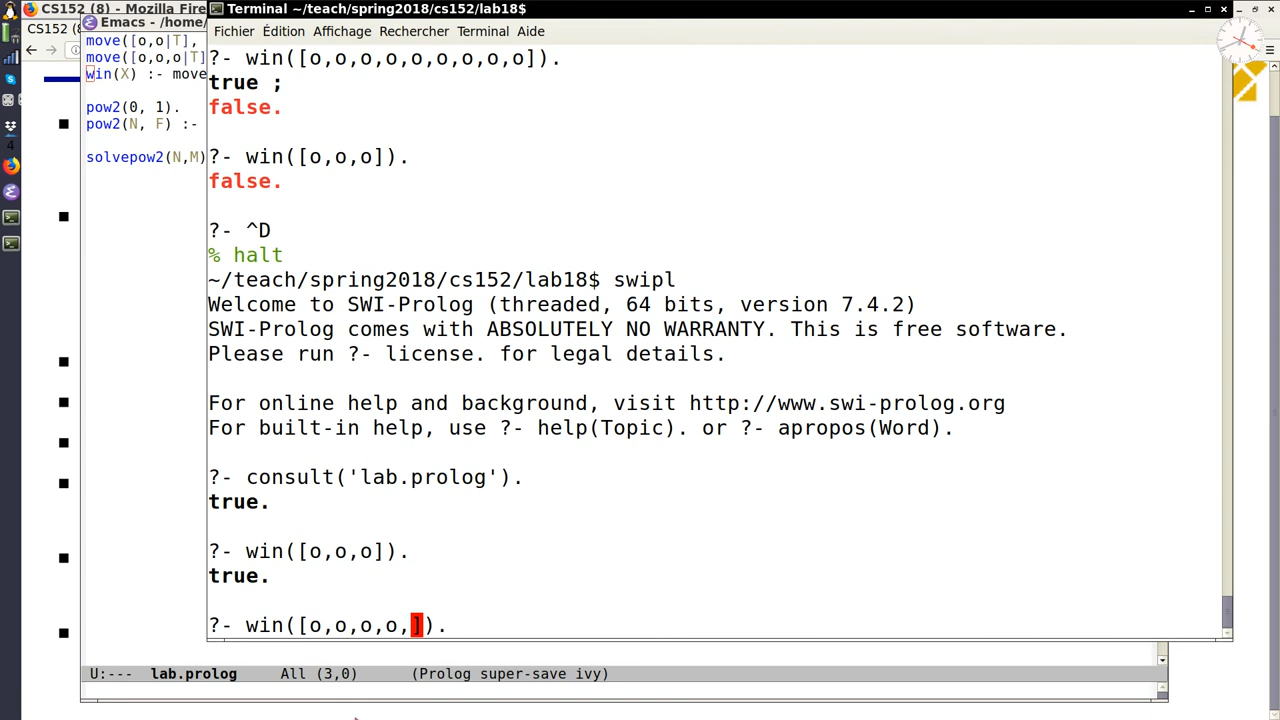 CS152 (8) - Mozilla Fire
CS152 (8
Emacs - /home/
move([o,o|T],
move([o,o,o|T]
win(X) :- move
pow2(0, 1).
pow2(N, F) :-
solvepow2(N,M)
4
Terminal ~/teach/spring2018/cs152/lab18$
Fichier Édition Affichage Rechercher Terminal Aide
?- win([o,o,o,o,o,o,o,o,o]).
true ;
false.
?- win([o,o,o]).
false.
?- ^D
% halt
~/teach/spring2018/cs152/lab18$ swipl
Welcome to SWI-Prolog (threaded, 64 bits, version 7.4.2)
SWI-Prolog comes with ABSOLUTELY NO WARRANTY. This is free software.
Please run ?- license. for legal details.
For online help and background, visit http://www.swi-prolog.org
For built-in help, use ?- help(Topic). or ?- apropos(Word).
?- consult('lab.prolog').
true.
?- win([o,o,o]).
true.
?- win([o,o,o,o,]).
U:--- lab.prolog All (3,0) (Prolog super-save ivy)